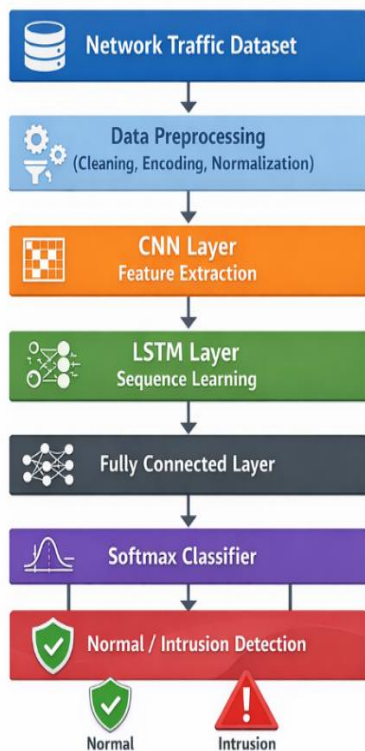 Network Traffic Dataset
Data Preprocessing
(Cleaning, Encoding, Normalization)
CNN Layer
Feature Extraction
LSTM Layer
Sequence Learning
Fully Connected Layer
Softmax Classifier
Normal / Intrusion Detection
Normal
Intrusion